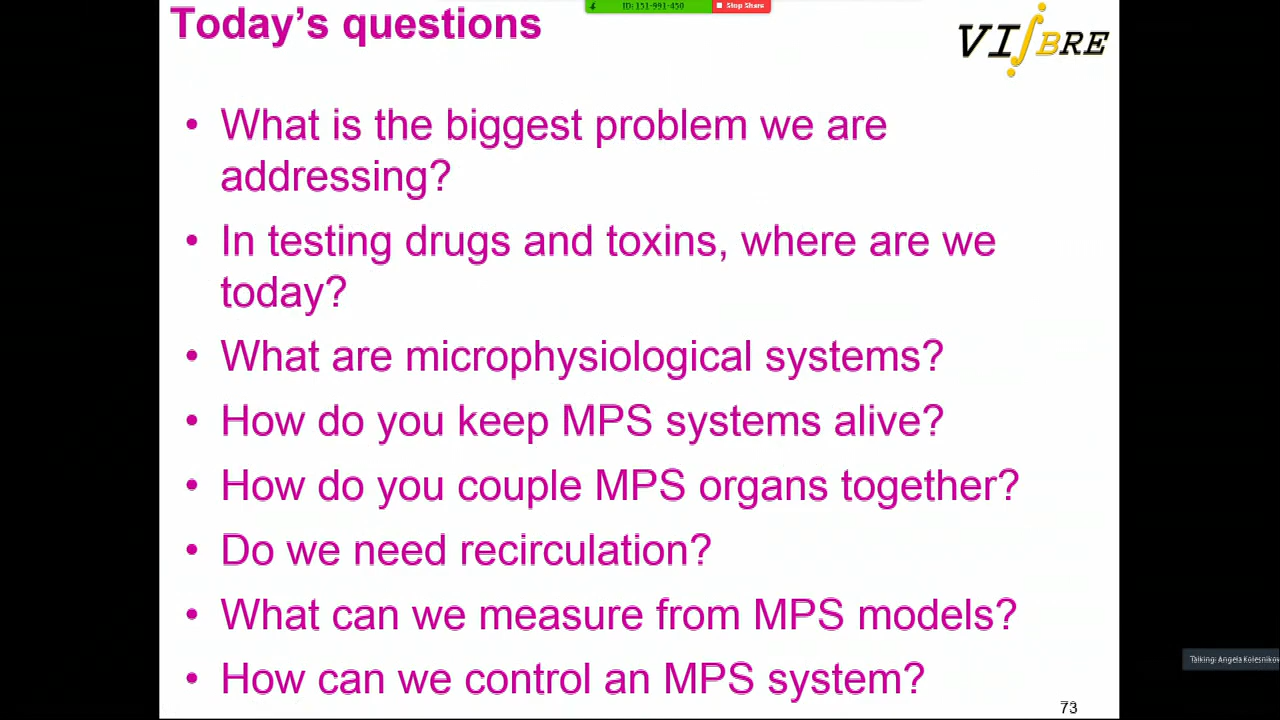 ID: 151-991-450
Stop Share
Today's questions
VIBRE
• What is the biggest problem we are
addressing?
• In testing drugs and toxins, where are we
today?
• What are microphysiological systems?
• How do you keep MPS systems alive?
• How do you couple MPS organs together?
• Do we need recirculation?
• What can we measure from MPS models?
• How can we control an MPS system?
Talking: Angela
73